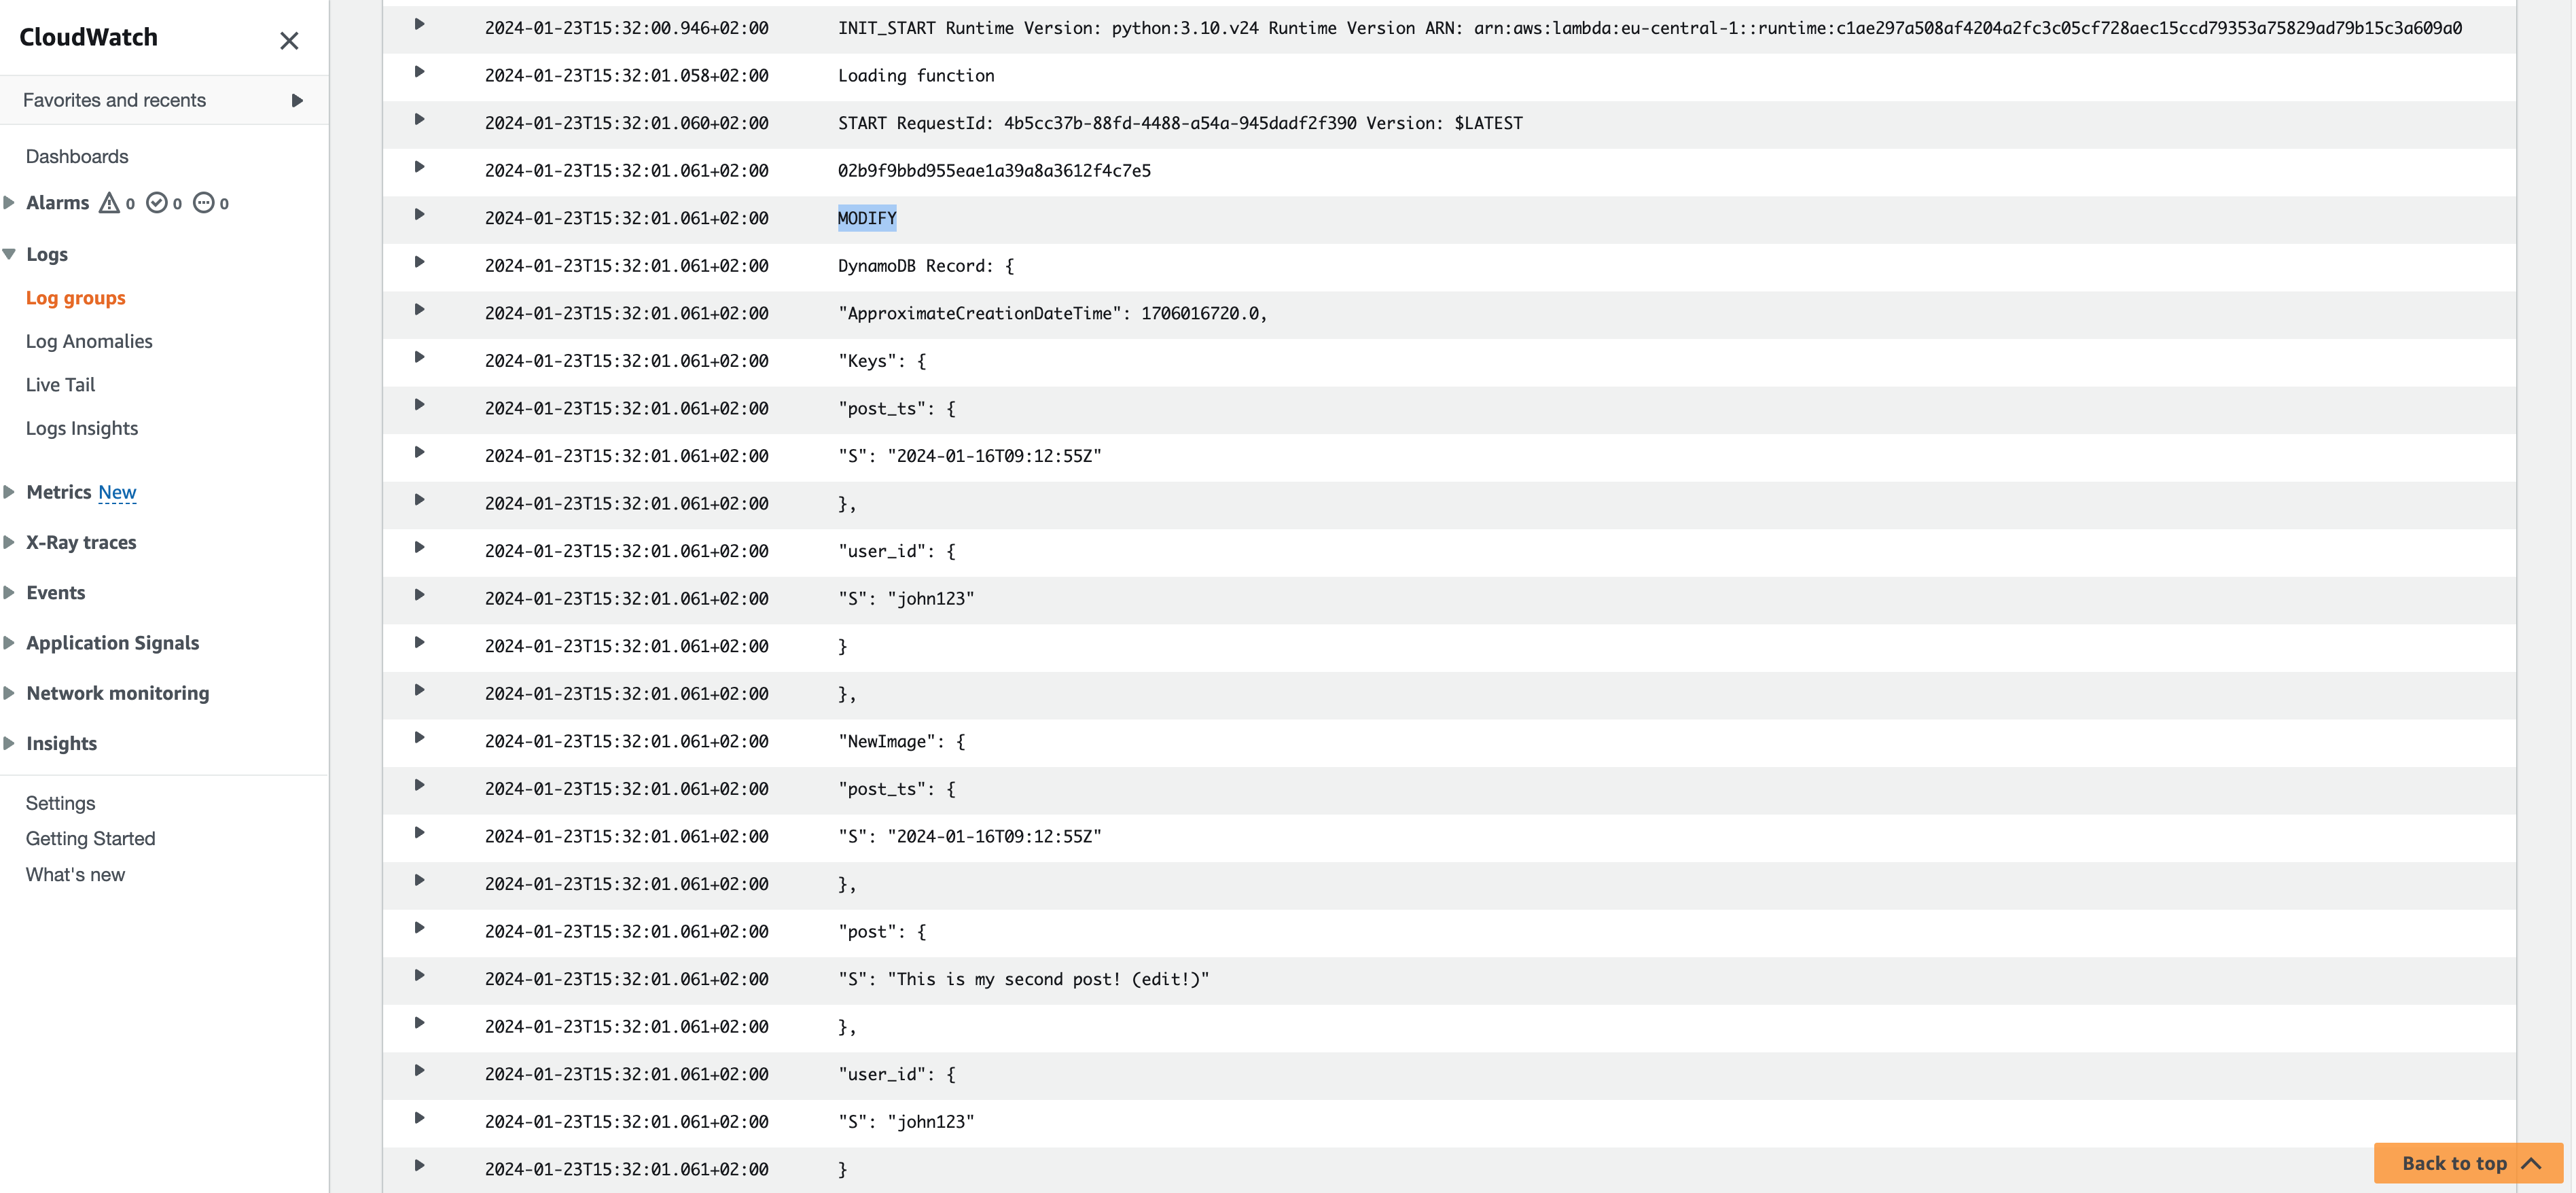 CloudWatch
Favorites and recents
Dashboards
Alarms 0 0 0
Logs
Log groups
Log Anomalies
Live Tail
Logs Insights
Metrics New
X-Ray traces
Events
Application Signals
Network monitoring
Insights
Settings
Getting Started
What's new
2024-01-23T15:32:00.946+02:00 INIT_START Runtime Version: python:3.10.v24 Runtime Version ARN: arn:aws:lambda:eu-central-1::runtime:c1ae297a508af4204a2fc3c05cf728aec15ccd79353a75829ad79b15c3a609a0
2024-01-23T15:32:01.058+02:00 Loading function
2024-01-23T15:32:01.060+02:00 START RequestId: 4b5cc37b-88fd-4488-a54a-945dadf2f390 Version: $LATEST
2024-01-23T15:32:01.061+02:00 02b9f9bbd955eae1a39a8a3612f4c7e5
2024-01-23T15:32:01.061+02:00 MODIFY
2024-01-23T15:32:01.061+02:00 DynamoDB Record: {
2024-01-23T15:32:01.061+02:00 "ApproximateCreationDateTime": 1706016720.0,
2024-01-23T15:32:01.061+02:00 "Keys": {
2024-01-23T15:32:01.061+02:00 "post_ts": {
2024-01-23T15:32:01.061+02:00 "S": "2024-01-16T09:12:55Z"
2024-01-23T15:32:01.061+02:00 },
2024-01-23T15:32:01.061+02:00 "user_id": {
2024-01-23T15:32:01.061+02:00 "S": "john123"
2024-01-23T15:32:01.061+02:00 }
2024-01-23T15:32:01.061+02:00 },
2024-01-23T15:32:01.061+02:00 "NewImage": {
2024-01-23T15:32:01.061+02:00 "post_ts": {
2024-01-23T15:32:01.061+02:00 "S": "2024-01-16T09:12:55Z"
2024-01-23T15:32:01.061+02:00 },
2024-01-23T15:32:01.061+02:00 "post": {
2024-01-23T15:32:01.061+02:00 "S": "This is my second post! (edit!)"
2024-01-23T15:32:01.061+02:00 },
2024-01-23T15:32:01.061+02:00 "user_id": {
2024-01-23T15:32:01.061+02:00 "S": "john123"
2024-01-23T15:32:01.061+02:00 }
Back to top